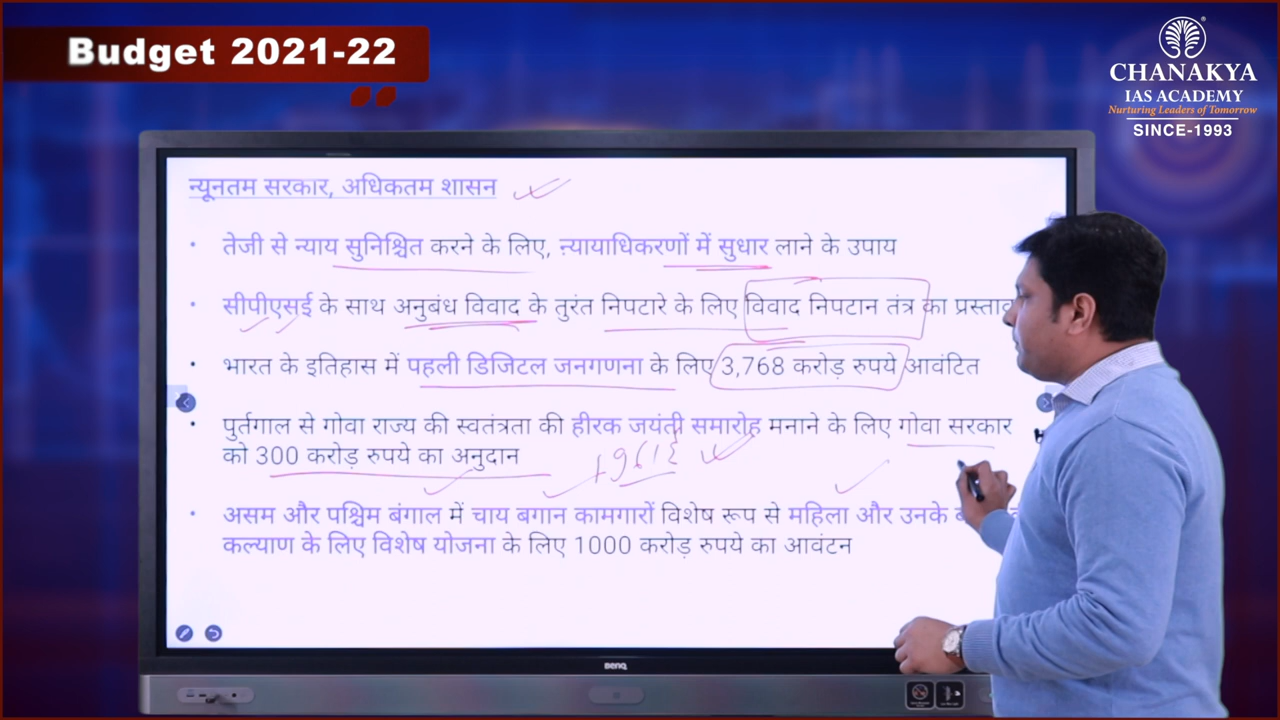 Budget 2021-22
CHANAKYA
IAS ACADEMY
Nurturing Leaders of Tomorrow
SINCE-1993
न्यूनतम सरकार, अधिकतम शासन
• तेजी से न्याय सुनिश्चित करने के लिए, न्यायाधिकरणों में सुधार लाने के उपाय
• सीपीएसई के साथ अनुबंध विवाद के तुरंत निपटारे के लिए विवाद निपटान तंत्र का
• भारत के इतिहास में पहली डिजिटल जनगणना के लिए 3,768 करोड़ रुपये आवंटित
• पुर्तगाल से गोवा राज्य की स्वतंत्रता की हीरक जयंती समारोह मनाने के लिए गोवा सरकार
को 300 करोड़ रुपये का अनुदान
• असम और पश्चिम बंगाल में चाय बगान कामगारों विशेष रूप से महिला और उनके
कल्याण के लिए विशेष योजना के लिए 1000 करोड़ रुपये का आवंटन
BenQ